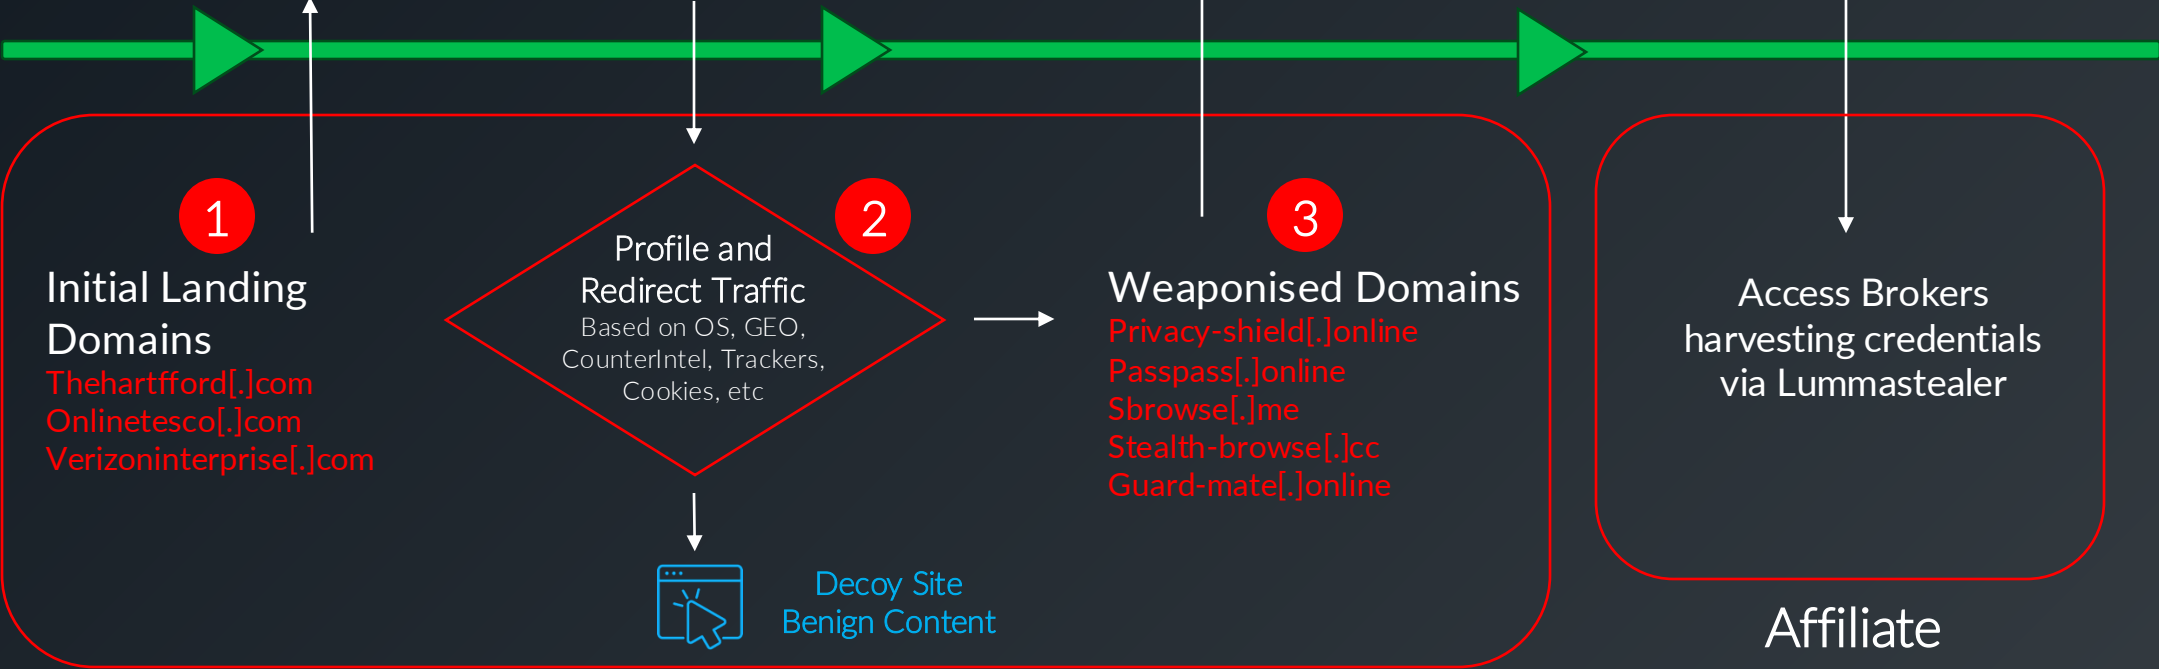 1
Initial Landing
Domains
Thehartfford[.]com
Onlinetesco[.]com
Verizoninterprise[.]com
2
Profile and
Redirect Traffic
Based on OS, GEO,
CounterIntel, Trackers,
Cookies, etc
Decoy Site
Benign Content
3
Weaponised Domains
Privacy-shield[.]online
Passpass[.]online
Sbrowse[.]me
Stealth-browse[.]cc
Guard-mate[.]online
Access Brokers
harvesting credentials
via Lummastealer
Affiliate